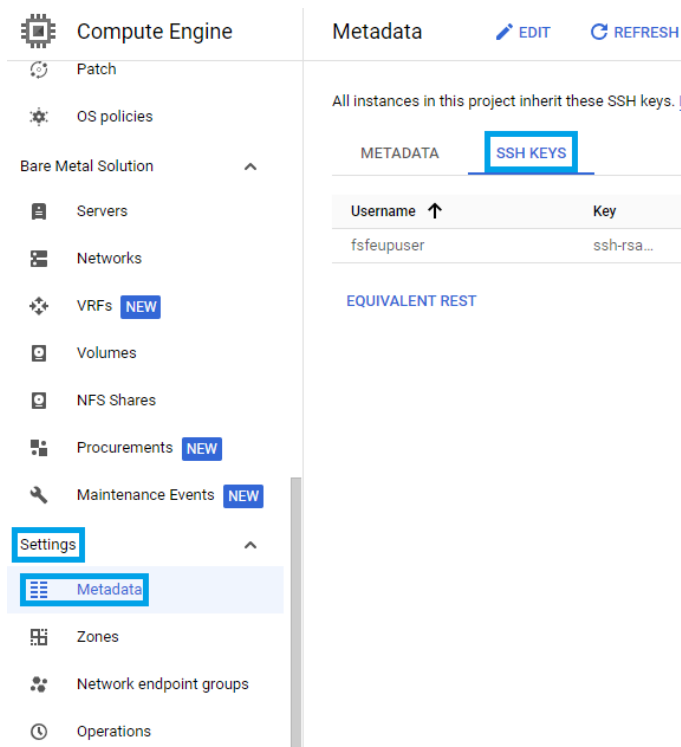 Compute Engine
Patch
OS policies
Bare Metal Solution
Servers
Networks
VRFs NEW
Volumes
NFS Shares
Procurements NEW
Maintenance Events NEW
Settings
Metadata
Zones
Network endpoint groups
Operations
Metadata EDIT REFRESH
All instances in this project inherit these SSH keys.
METADATA SSH KEYS
Username Key
fsfeupuser ssh-rsa...
EQUIVALENT REST